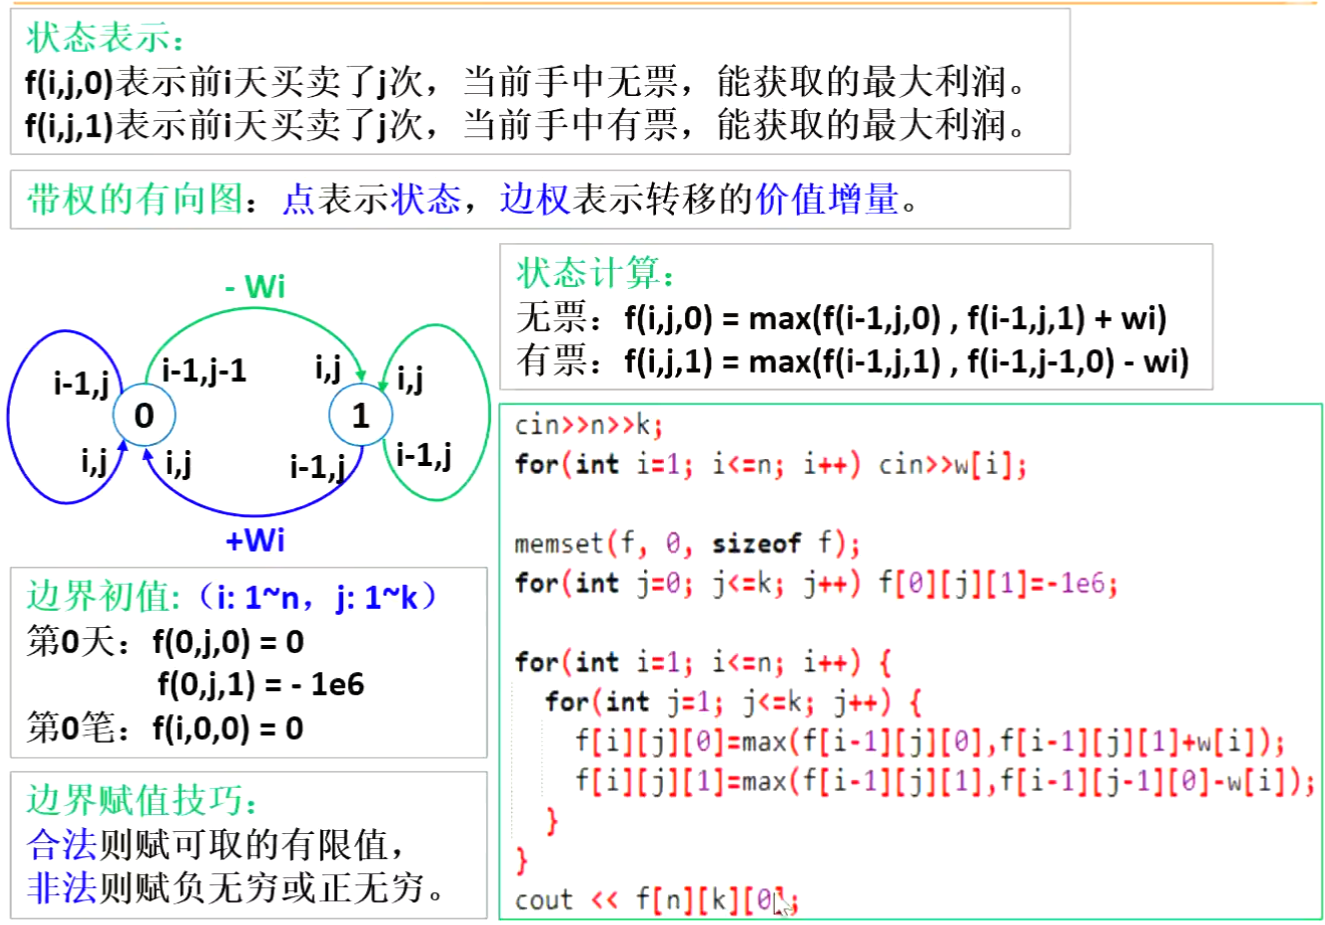 状态表示：
f(i,j,0)表示前i天买卖了j次，当前手中无票，能获取的最大利润。
f(i,j,1)表示前i天买卖了j次，当前手中有票，能获取的最大利润。
带权的有向图：点表示状态，边权表示转移的价值增量。
- Wi
i-1,j
i-1,j-1
i,j
i,j
0
1
i,j
i,j
i-1,j
i-1,j
+Wi
状态计算：
无票：f(i,j,0) = max(f(i-1,j,0) , f(i-1,j,1) + wi)
有票：f(i,j,1) = max(f(i-1,j,1) , f(i-1,j-1,0) - wi)
边界初值:（i: 1~n，j: 1~k）
第0天：f(0,j,0) = 0
f(0,j,1) = - 1e6
第0笔：f(i,0,0) = 0
边界赋值技巧：
合法则赋可取的有限值，
非法则赋负无穷或正无穷。
cin>>n>>k;
for(int i=1; i<=n; i++) cin>>w[i];
memset(f, 0, sizeof f);
for(int j=0; j<=k; j++) f[0][j][1]=-1e6;
for(int i=1; i<=n; i++) {
for(int j=1; j<=k; j++) {
f[i][j][0]=max(f[i-1][j][0],f[i-1][j][1]+w[i]);
f[i][j][1]=max(f[i-1][j][1],f[i-1][j-1][0]-w[i]);
}
}
cout << f[n][k][0];